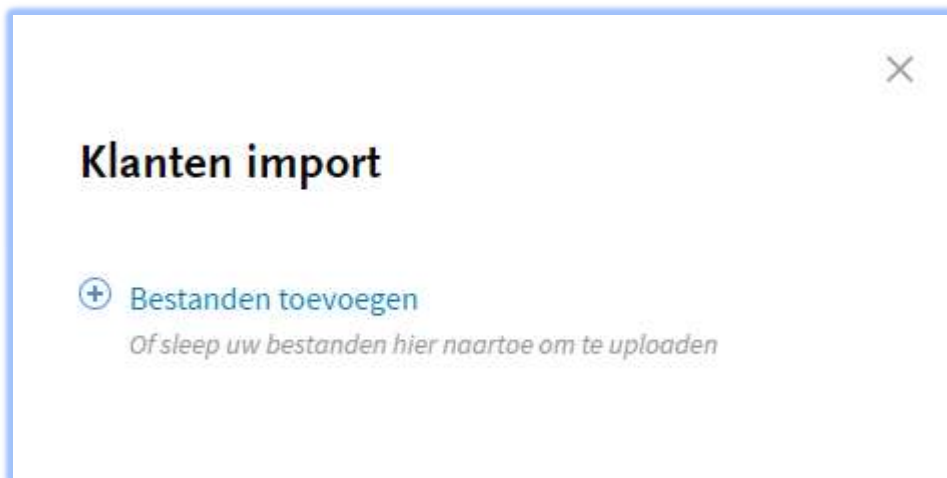 Klanten import
Bestanden toevoegen
Of sleep uw bestanden hier naartoe om te uploaden